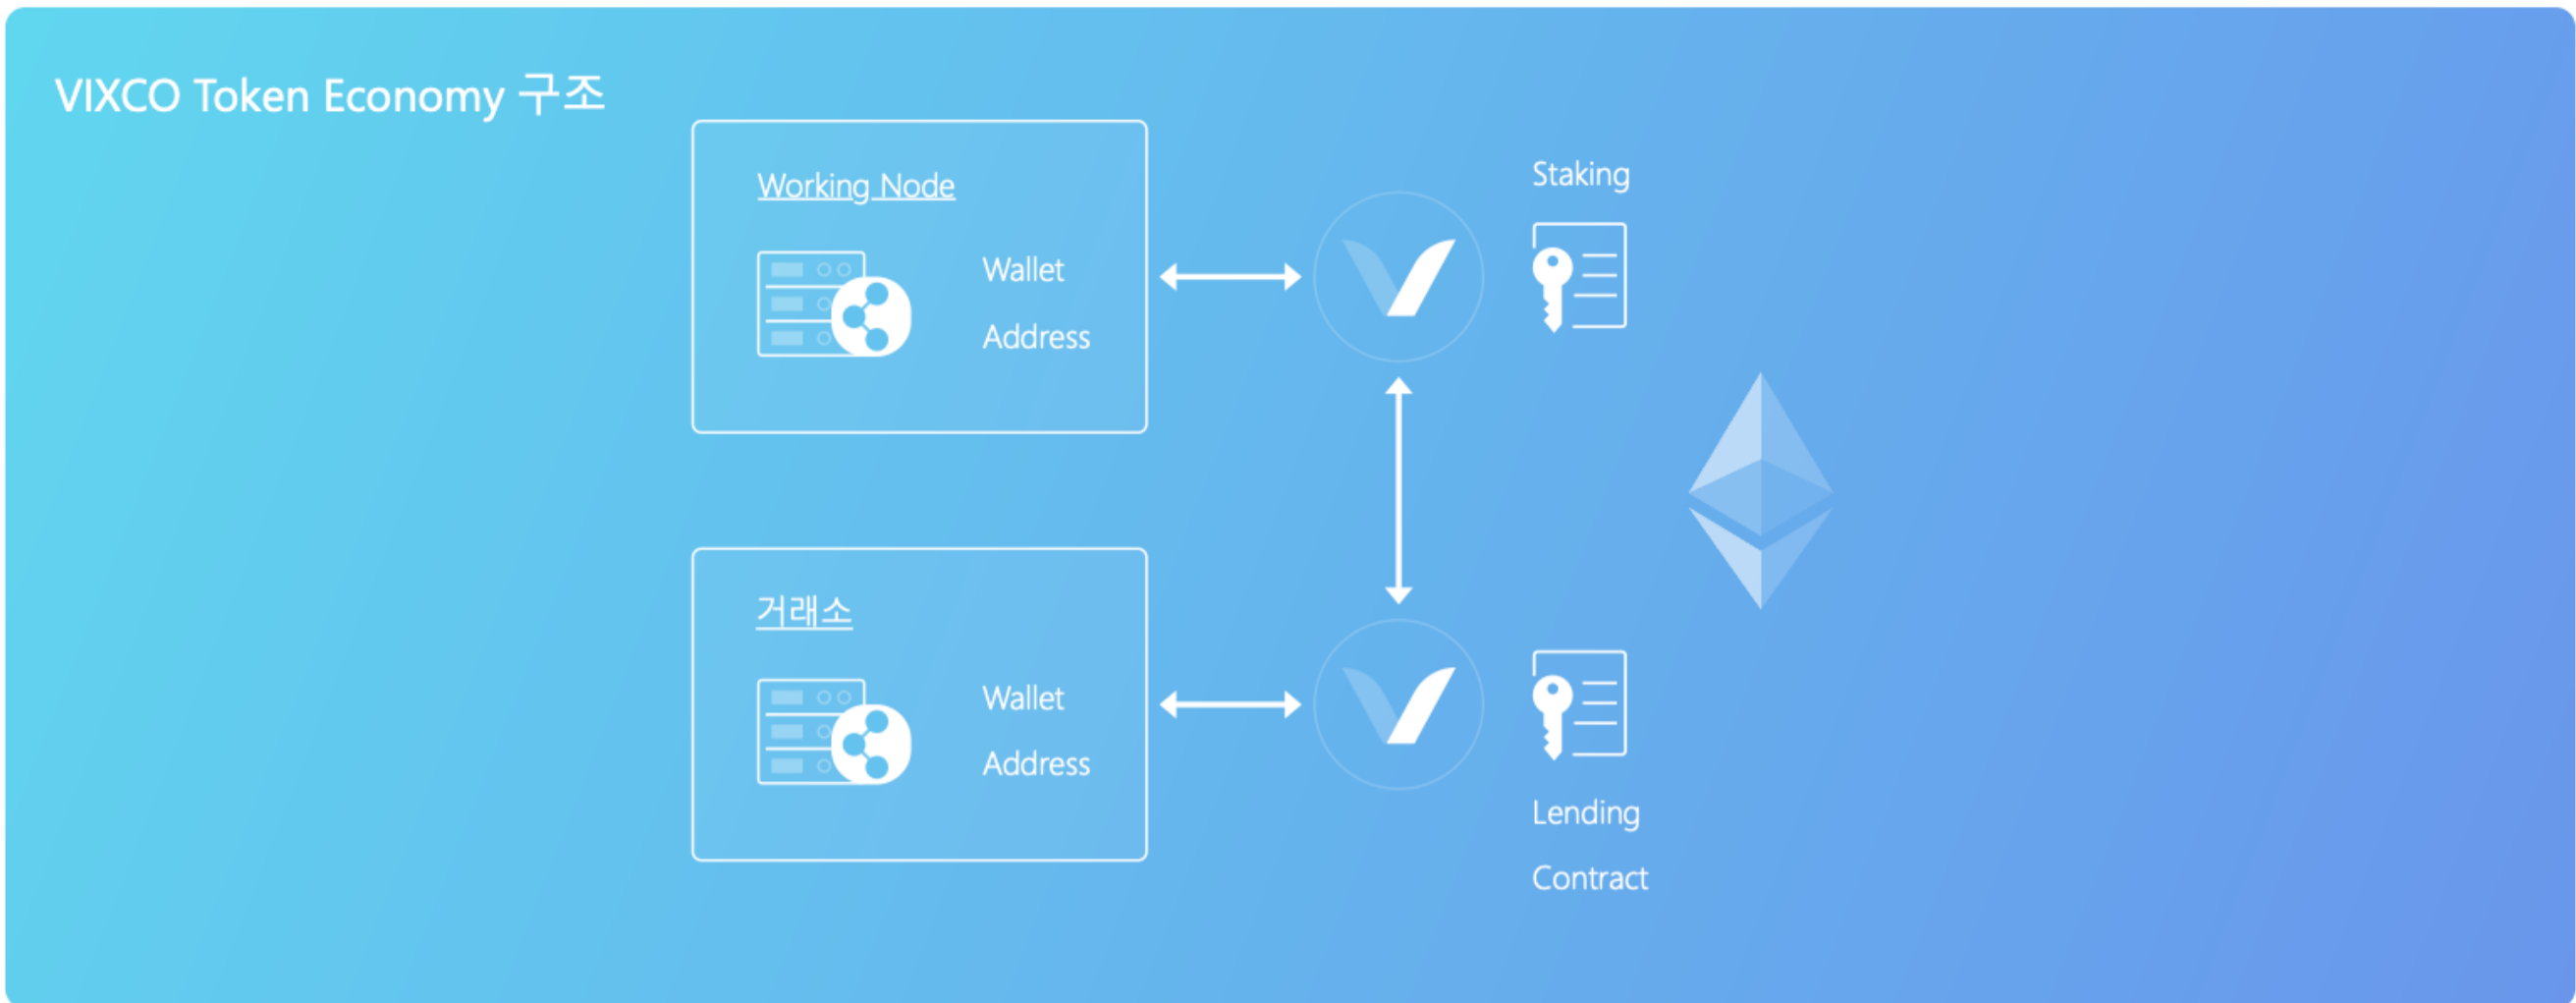 VIXCO Token Economy 구조
Working Node
Wallet
Address
Staking
거래소
Wallet
Address
Lending
Contract